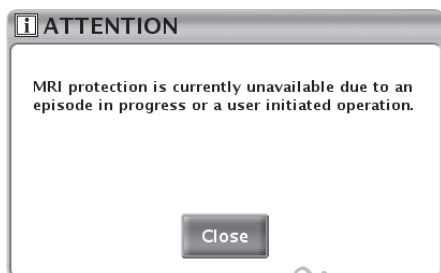 i ATTENTION
MRI protection is currently unavailable due to an
episode in progress or a user initiated operation.
Close